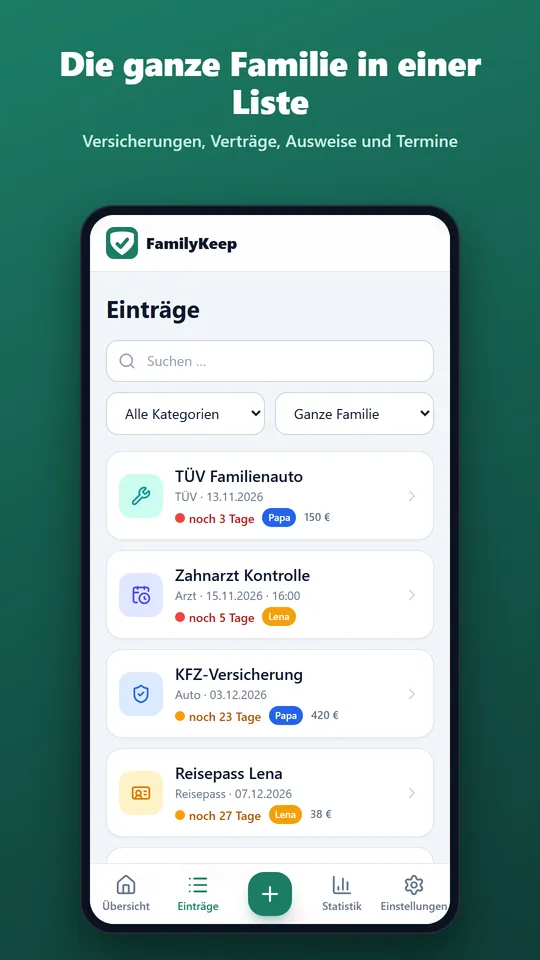 Die ganze Familie in einer
Liste
Versicherungen, Verträge, Ausweise und Termine
FamilyKeep
Einträge
Suchen ...
Alle Kategorien
Ganze Familie
TÜV Familienauto
TÜV · 13.11.2026
noch 3 Tage Papa 150 €
Zahnarzt Kontrolle
Arzt · 15.11.2026 · 16:00
noch 5 Tage Lena
KFZ-Versicherung
Auto · 03.12.2026
noch 23 Tage Papa 420 €
Reisepass Lena
Reisepass · 07.12.2026
noch 27 Tage Lena 38 €
Übersicht Einträge Statistik Einstellungen